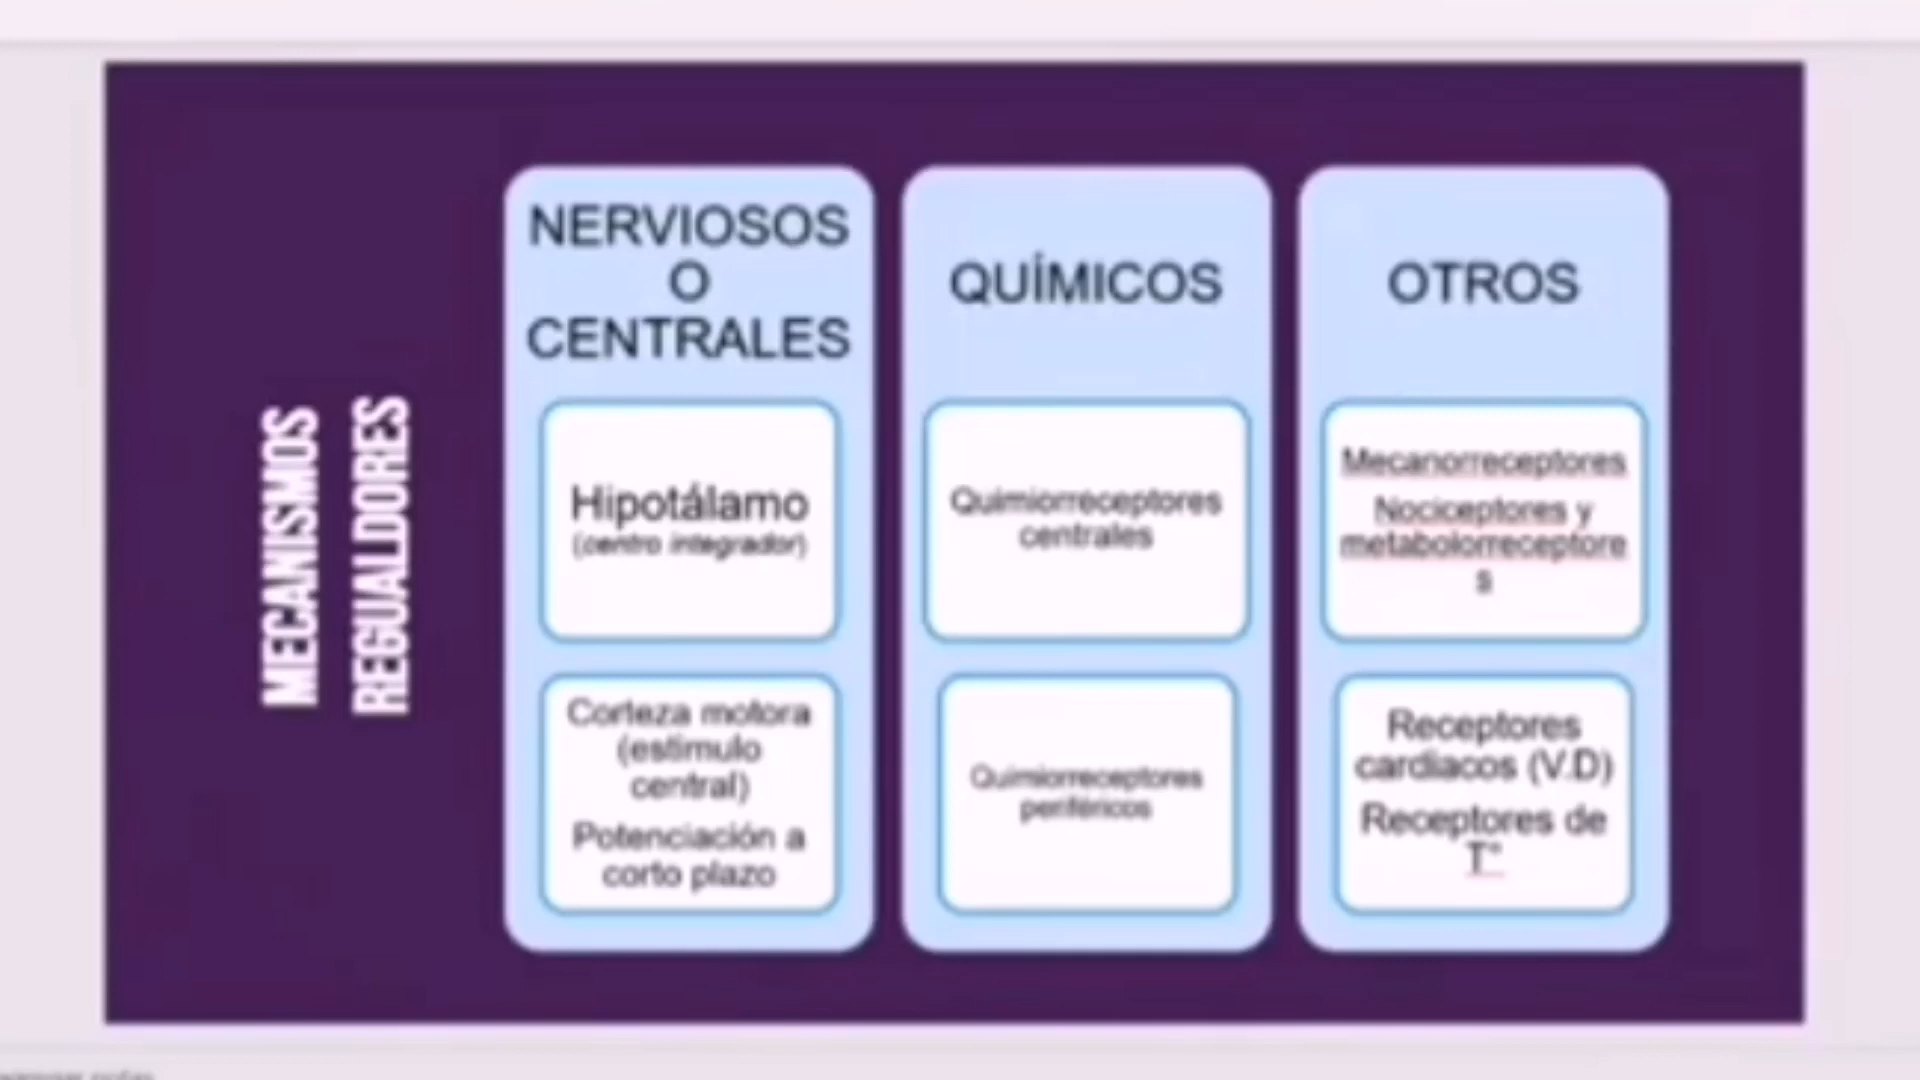 MECANISMOS
REGUALDORES
NERVIOSOS
O
CENTRALES
Hipotálamo
(centro integrador)
Corteza motora
(estimulo
central)
Potenciación a
corto plazo
QUÍMICOS
Quimiorreceptores
centrales
Quimiorreceptores
periféricos
OTROS
Mecanorreceptores
Nociceptores y
metabolorreceptore
s
Receptores
cardiacos (V.D)
Receptores de
T°